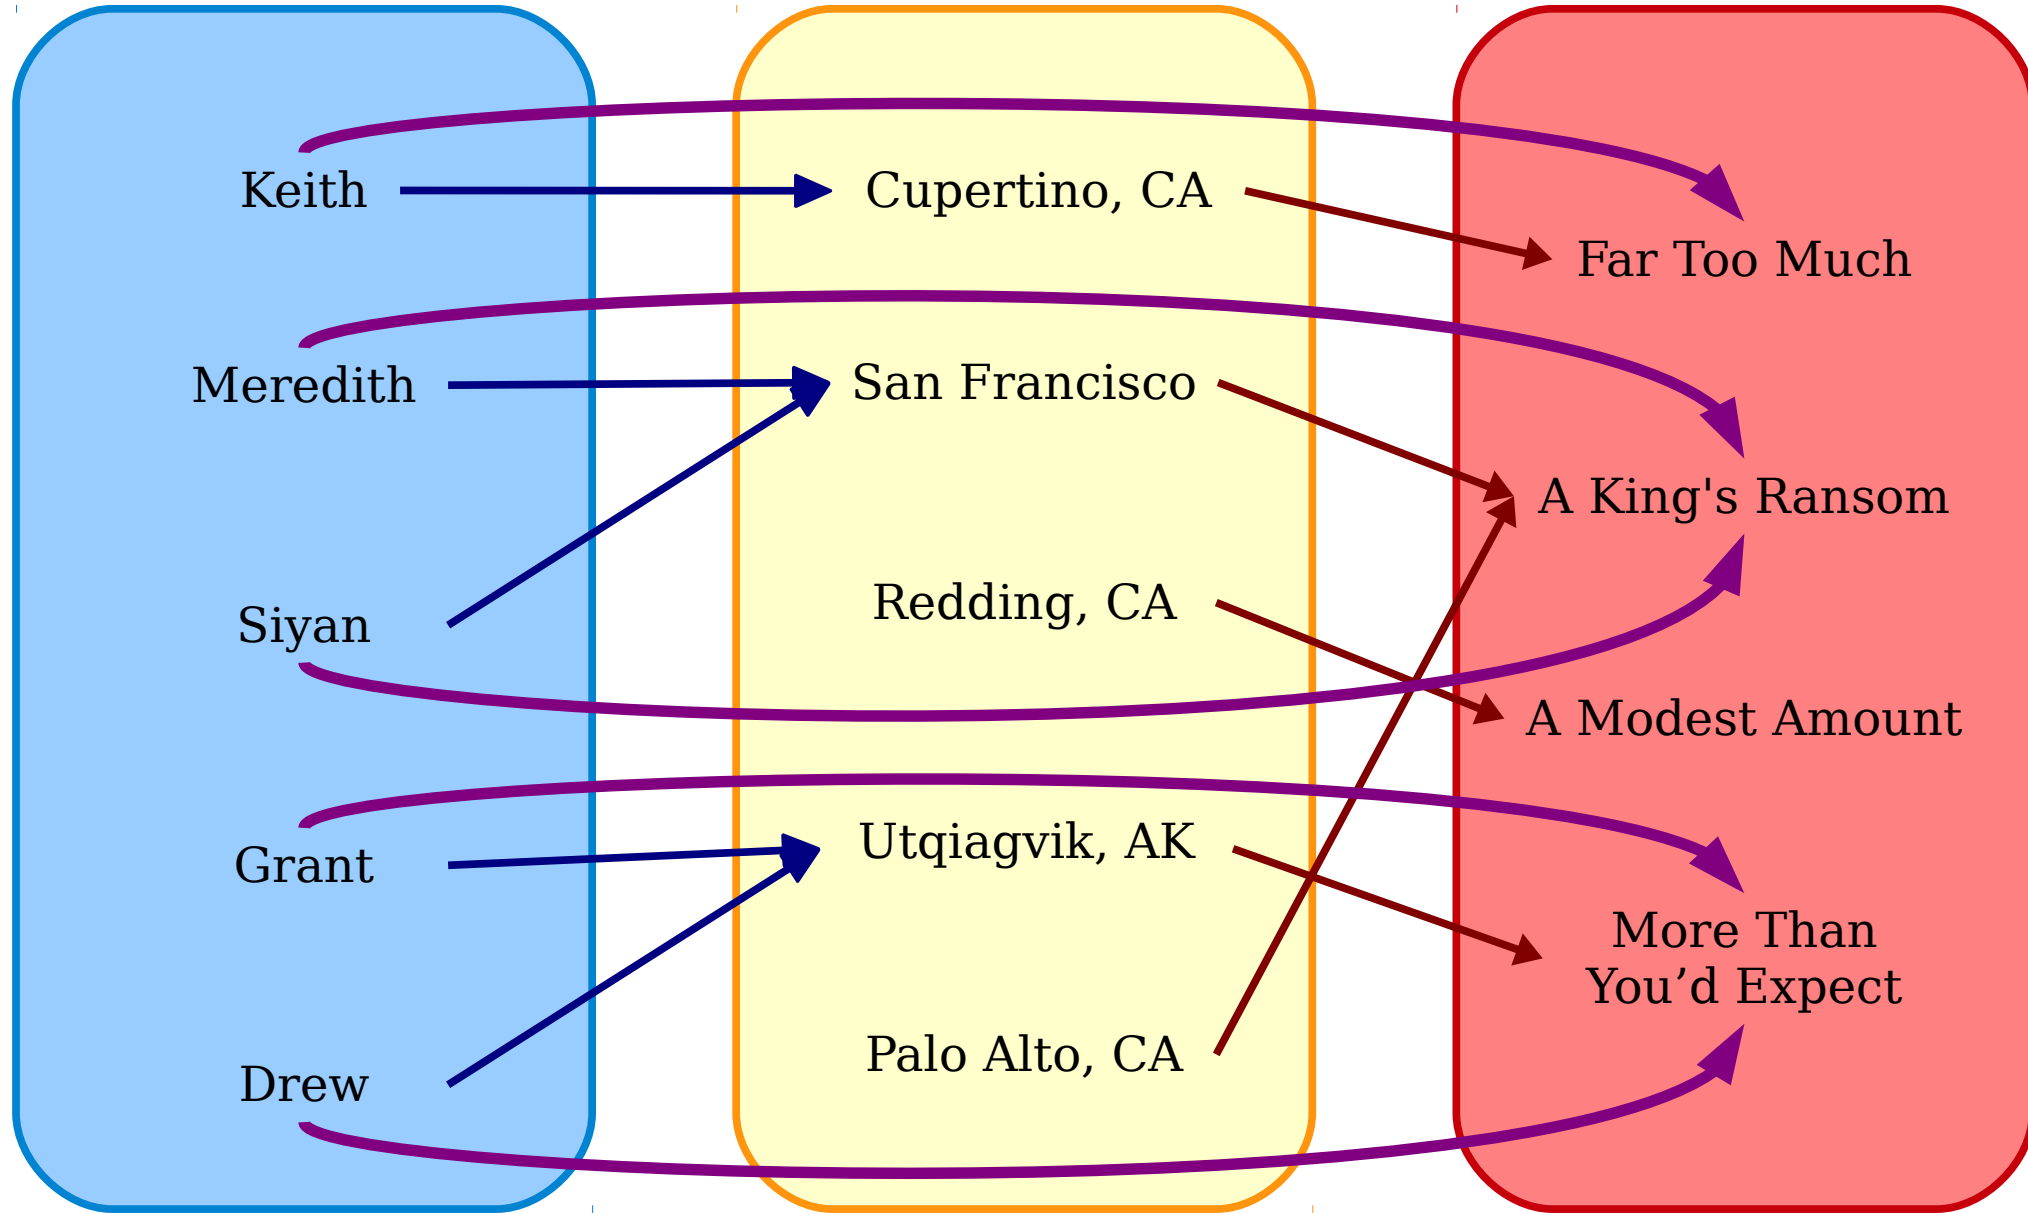 Keith
Meredith
Siyan
Grant
Drew
Cupertino, CA
San Francisco
Redding, CA
Utqiagvik, AK
Palo Alto, CA
Far Too Much
A King's Ransom
A Modest Amount
More Than
You’d Expect